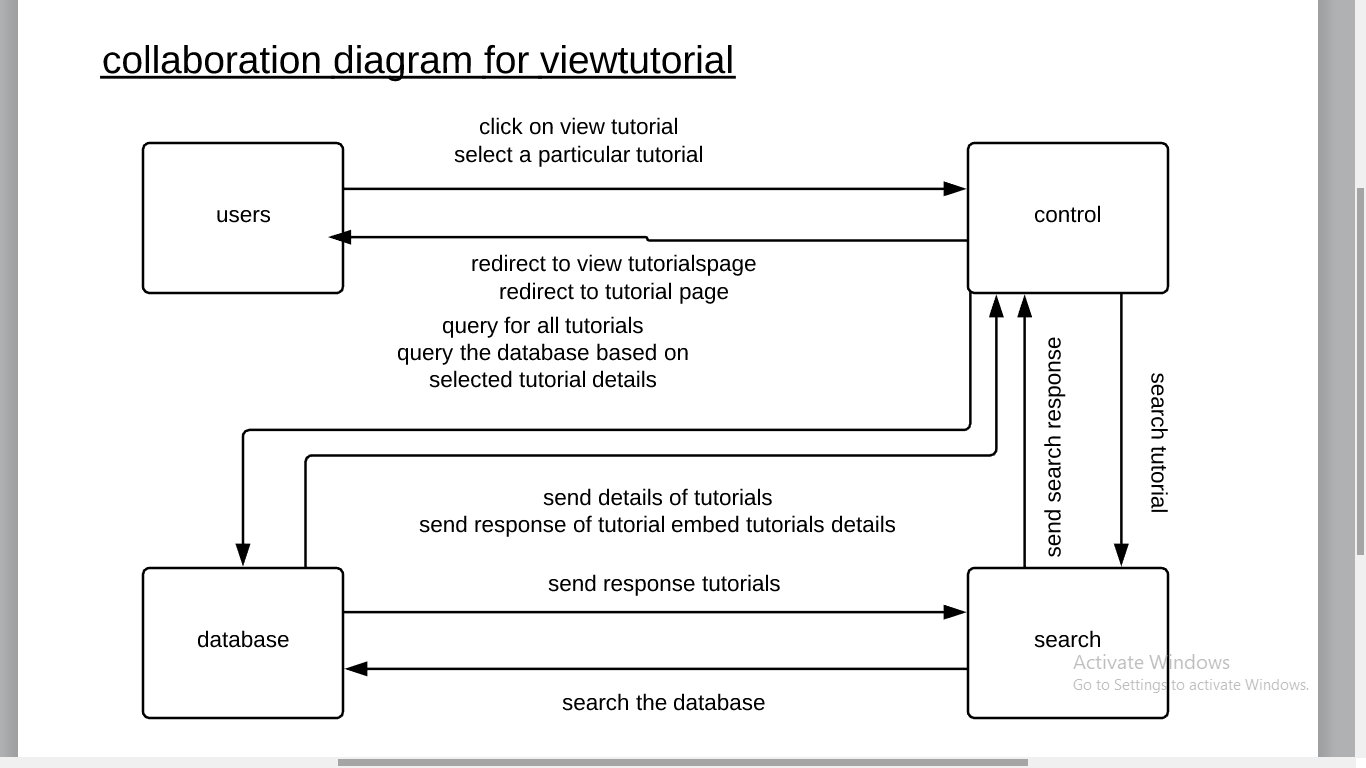 collaboration diagram for viewtutorial
click on view tutorial
select a particular tutorial
users
control
redirect to view tutorialspage
redirect to tutorial page
query for all tutorials
query the database based on
selected tutorial details
send search response
search tutorial
send details of tutorials
send response of tutorial embed tutorials details
send response tutorials
database
search
Activate Windows
Go to Settings to activate Windows.
search the database